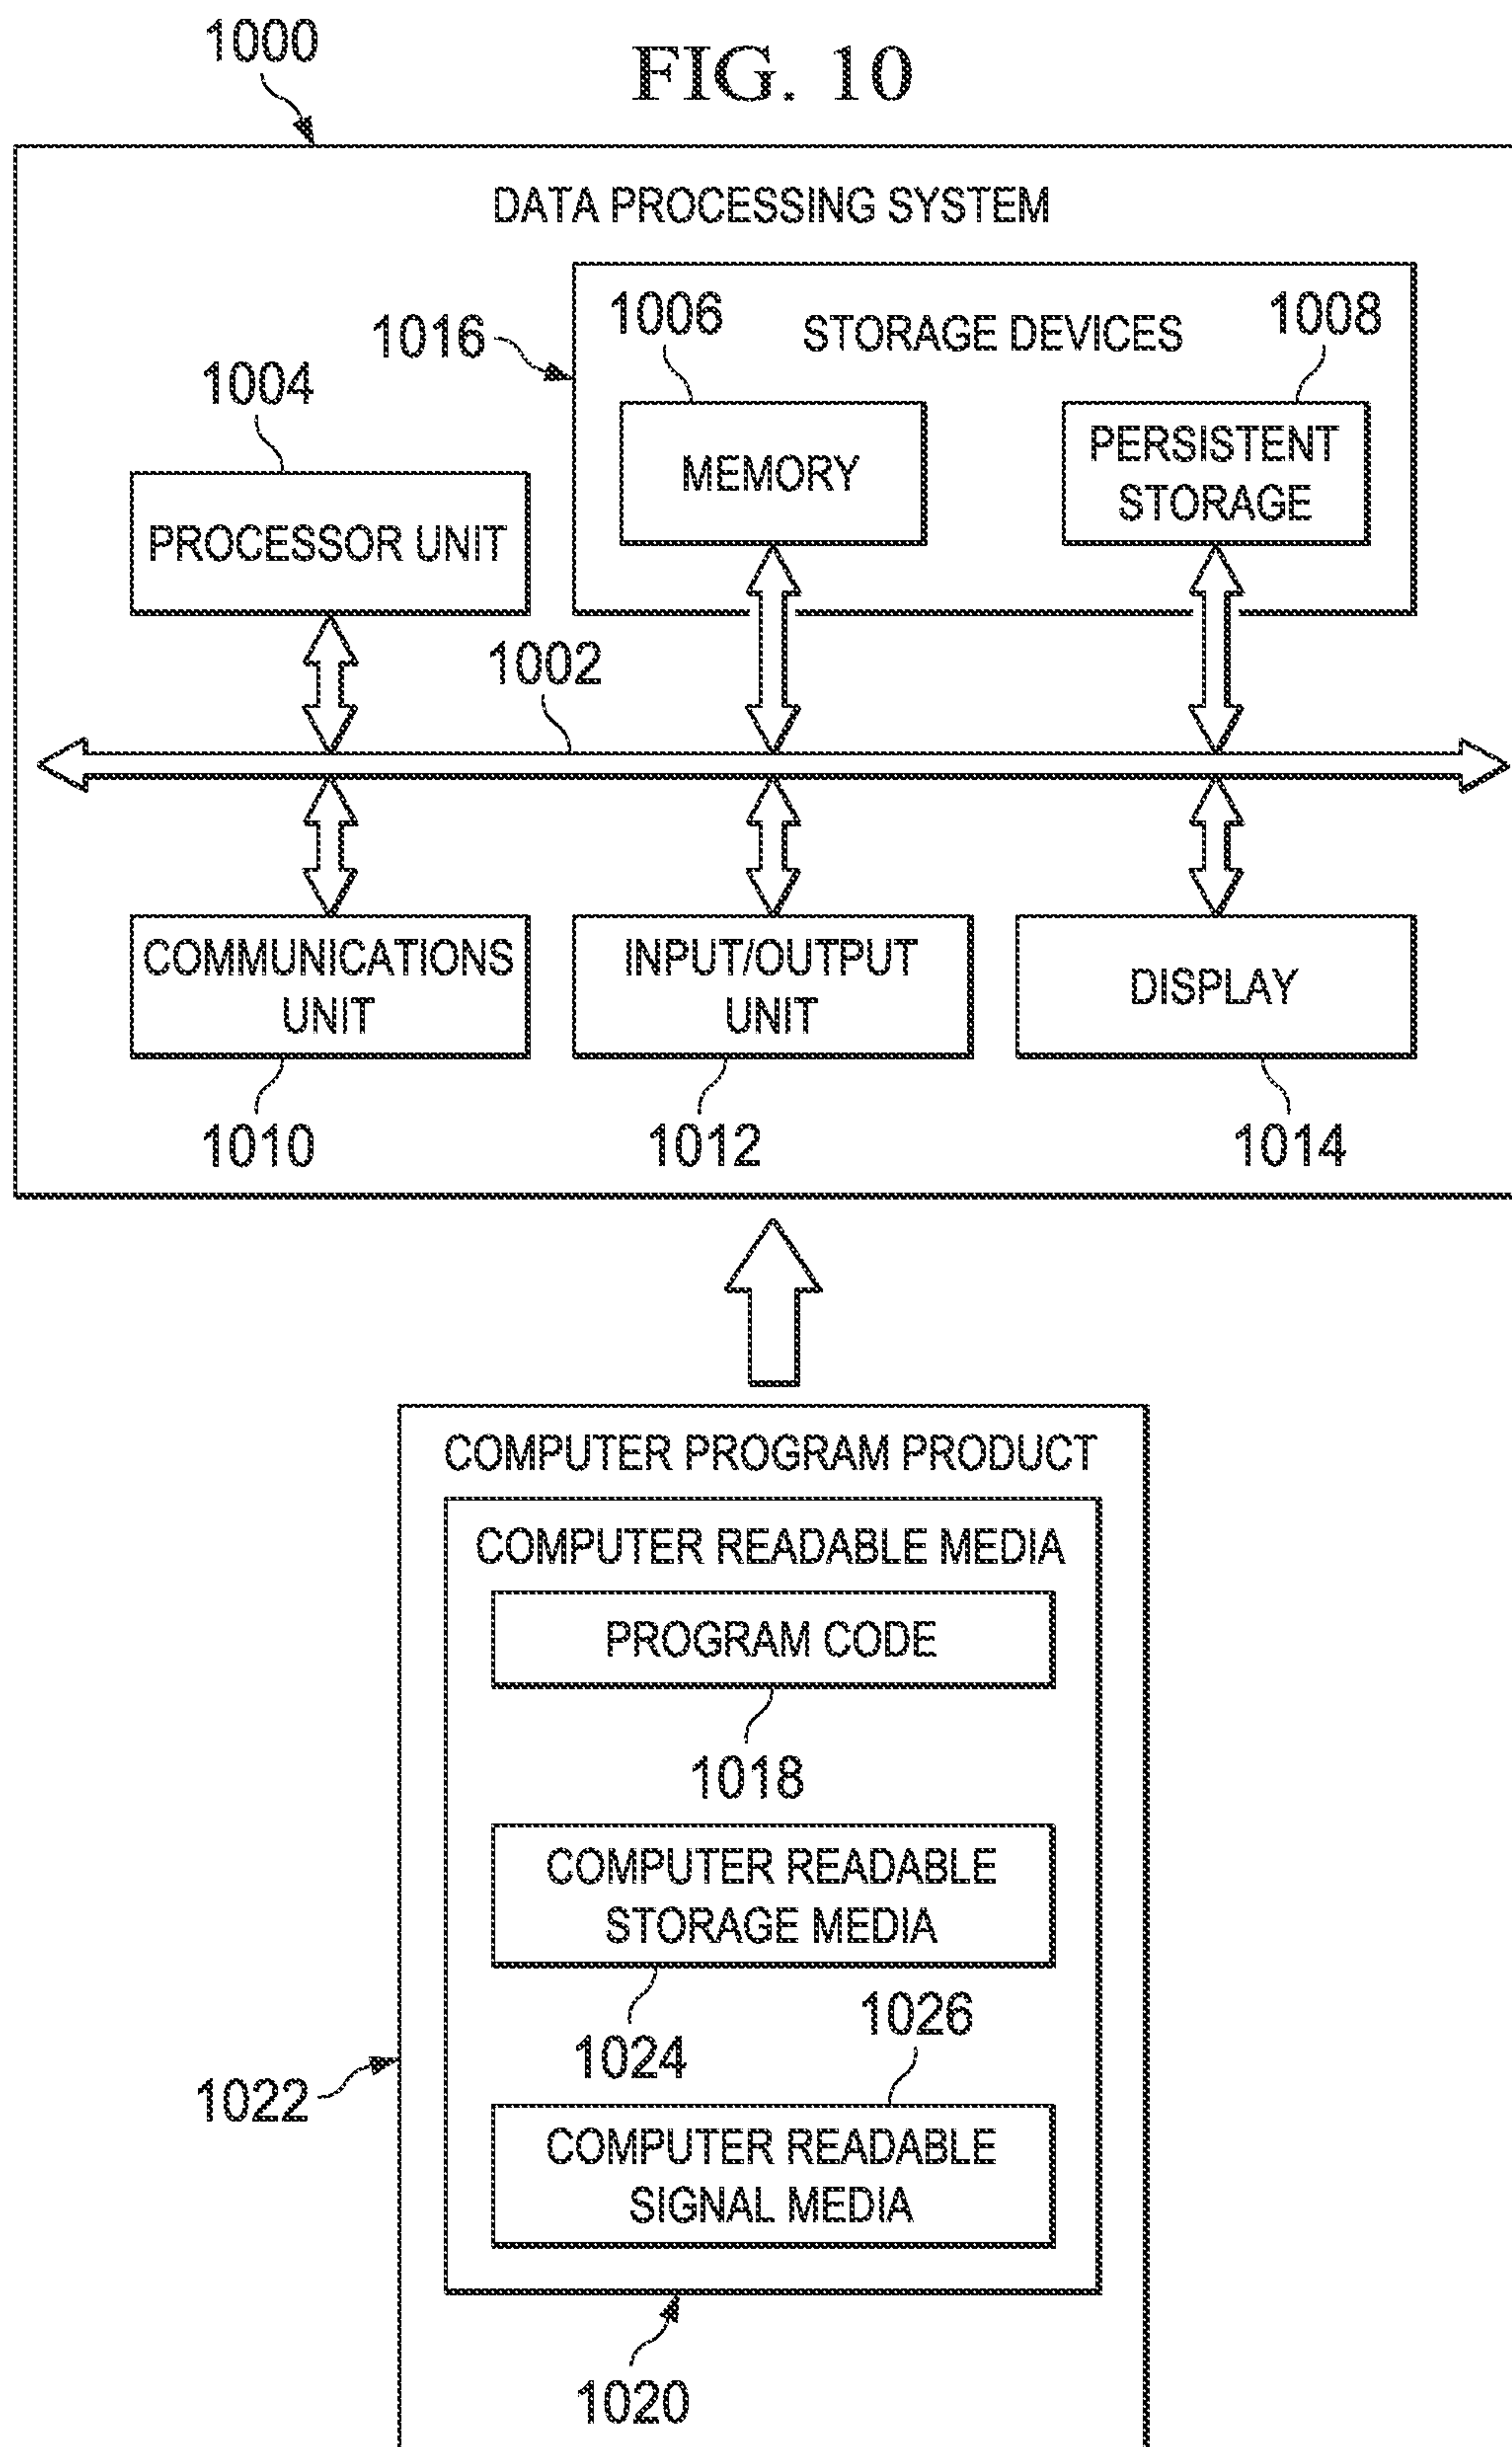 1000
FIG. 10
DATA PROCESSING SYSTEM
1016
1006
STORAGE DEVICES
1008
1004
MEMORY
PERSISTENT
STORAGE
PROCESSOR UNIT
1002
COMMUNICATIONS
UNIT
INPUT/OUTPUT
UNIT
DISPLAY
1010
1012
1014
COMPUTER PROGRAM PRODUCT
COMPUTER READABLE MEDIA
PROGRAM CODE
1018
COMPUTER READABLE
STORAGE MEDIA
1024
1026
1022
COMPUTER READABLE
SIGNAL MEDIA
1020